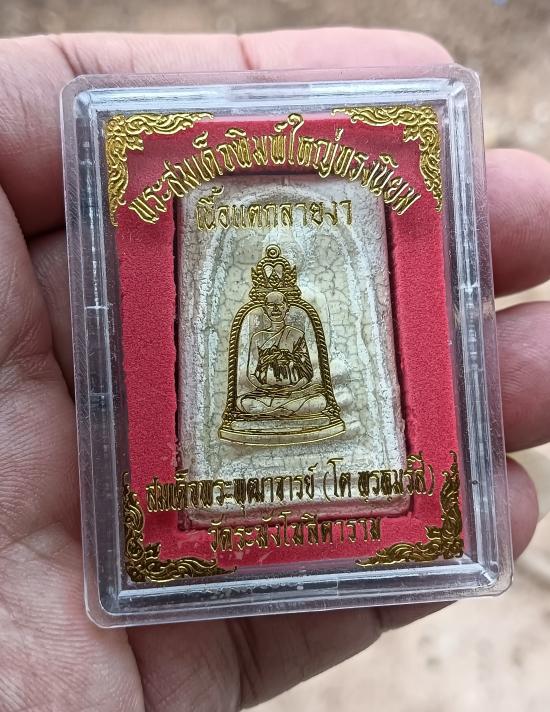 พระสมเด็จพิมพ์ใหญ่ทรงนิยม
เนื้อแตกลายงา
สมเด็จพระพุฒาจารย์ (โต พรหมรังสี)
วัดระฆังโฆสิตาราม